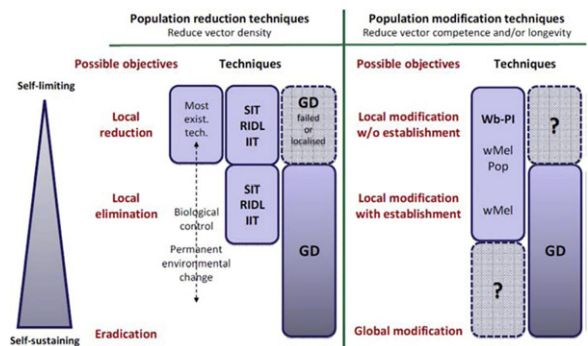 Population reduction techniques
Reduce vector density
Population modification techniques
Reduce vector competence and/or longevity
Possible objectives
Techniques
Possible objectives
Techniques
Self-limiting
Local
reduction
Most
exist.
tech.
SIT
RIDL
IIT
GD
failed
or
localised
Local modification
w/o establishment
Wb-PI
wMel
Pop
?
Local
elimination
SIT
RIDL
IIT
Biological
control
Permanent
environmental
change
GD
Local modification
with establishment
wMel
GD
?
Self-sustaining
Eradication
Global modification